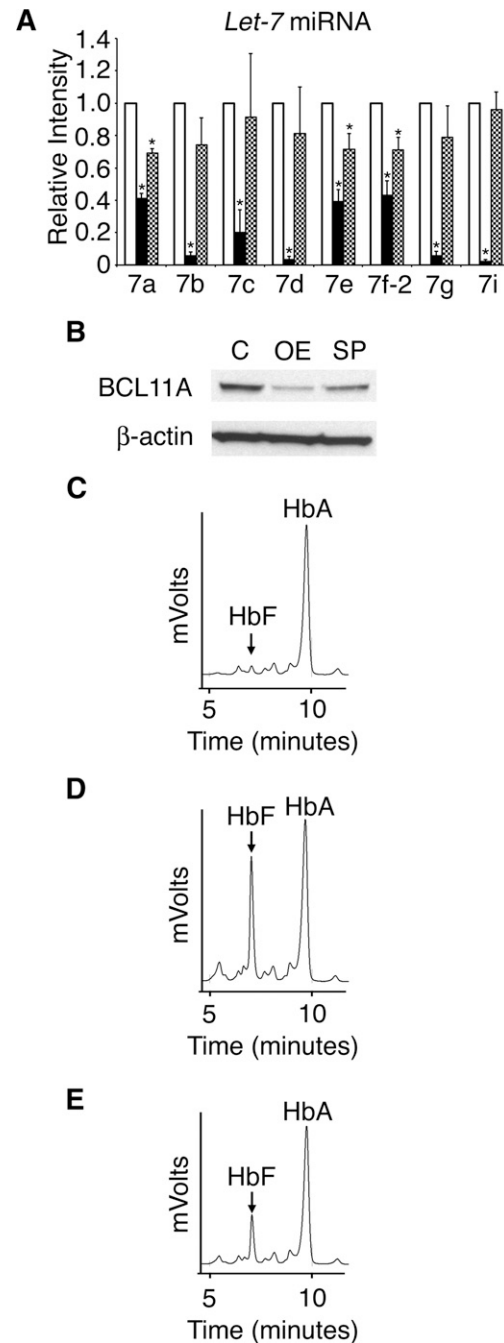 A
Let-7 miRNA
Relative Intensity
1.4
1.2
1.0
0.8
0.6
0.4
0.2
0
* * * * * * * * * * *
7a 7b 7c 7d 7e 7f-2 7g 7i
B
C OE SP
BCL11A
β-actin
C
HbA
HbF
mVolts
5 10
Time (minutes)
D
HbF HbA
mVolts
5 10
Time (minutes)
E
HbA
HbF
mVolts
5 10
Time (minutes)